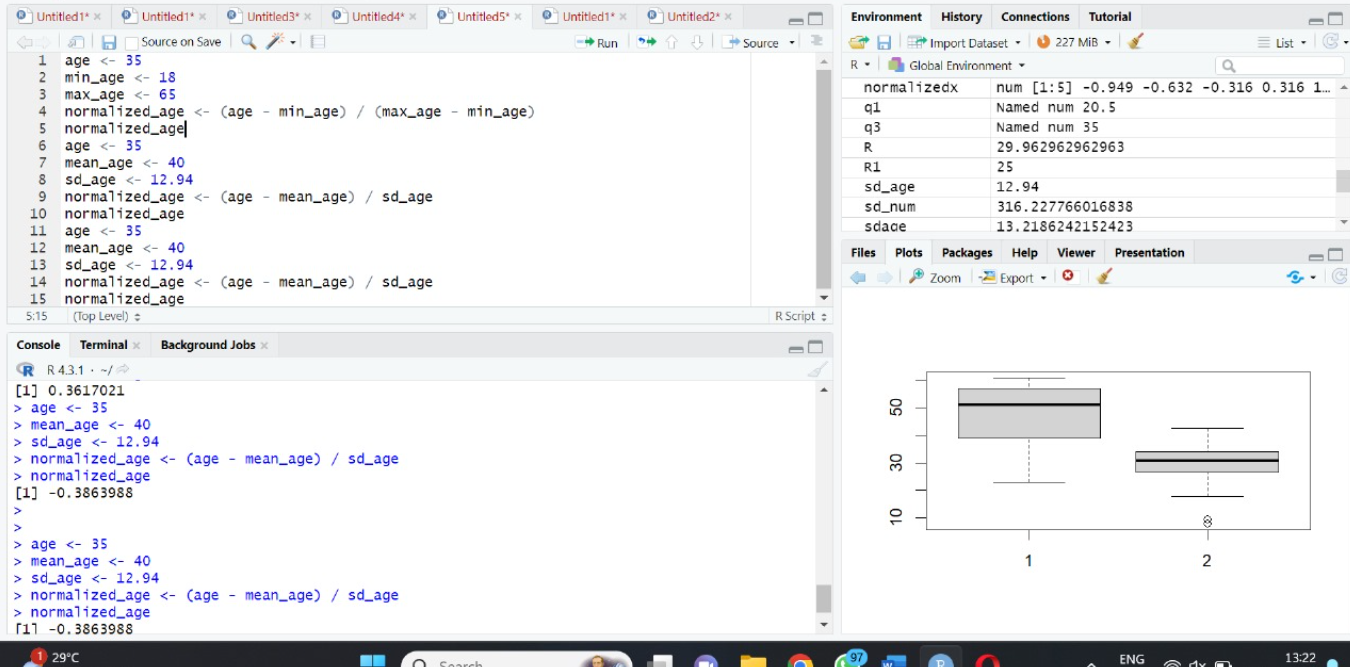 Untitled1* Untitled1* Untitled3* Untitled4* Untitled5* Untitled1* Untitled2*
Source on Save Run Source
1 age <- 35
2 min_age <- 18
3 max_age <- 65
4 normalized_age <- (age - min_age) / (max_age - min_age)
5 normalized_age
6 age <- 35
7 mean_age <- 40
8 sd_age <- 12.94
9 normalized_age <- (age - mean_age) / sd_age
10 normalized_age
11 age <- 35
12 mean_age <- 40
13 sd_age <- 12.94
14 normalized_age <- (age - mean_age) / sd_age
15 normalized_age
5:15 (Top Level) R Script
Console Terminal Background Jobs
R 4.3.1 · ~/
[1] 0.3617021
> age <- 35
> mean_age <- 40
> sd_age <- 12.94
> normalized_age <- (age - mean_age) / sd_age
> normalized_age
[1] -0.3863988
>
>
> age <- 35
> mean_age <- 40
> sd_age <- 12.94
> normalized_age <- (age - mean_age) / sd_age
> normalized_age
[1] -0.3863988
Environment History Connections Tutorial
Import Dataset 227 MiB List
R Global Environment
normalizedx num [1:5] -0.949 -0.632 -0.316 0.316 1...
q1 Named num 20.5
q3 Named num 35
R 29.962962962963
R1 25
sd_age 12.94
sd_num 316.227766016838
sdage 13.2186242152423
Files Plots Packages Help Viewer Presentation
Zoom Export
50
30
10
1 2
1 29°C
Search
97
ENG
13:22